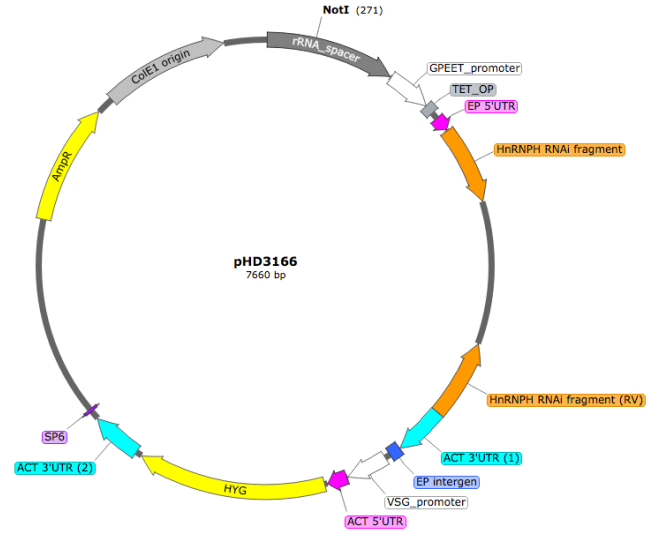 NotI (271)
rRNA_spacer
GPEET_promoter
TET_OP
EP 5'UTR
HnRNPH RNAi fragment
HnRNPH RNAi fragment (RV)
ACT 3'UTR (1)
EP intergen
VSG_promoter
ACT 5'UTR
HYG
ACT 3'UTR (2)
SP6
AmpR
ColE1 origin
pHD3166
7660 bp